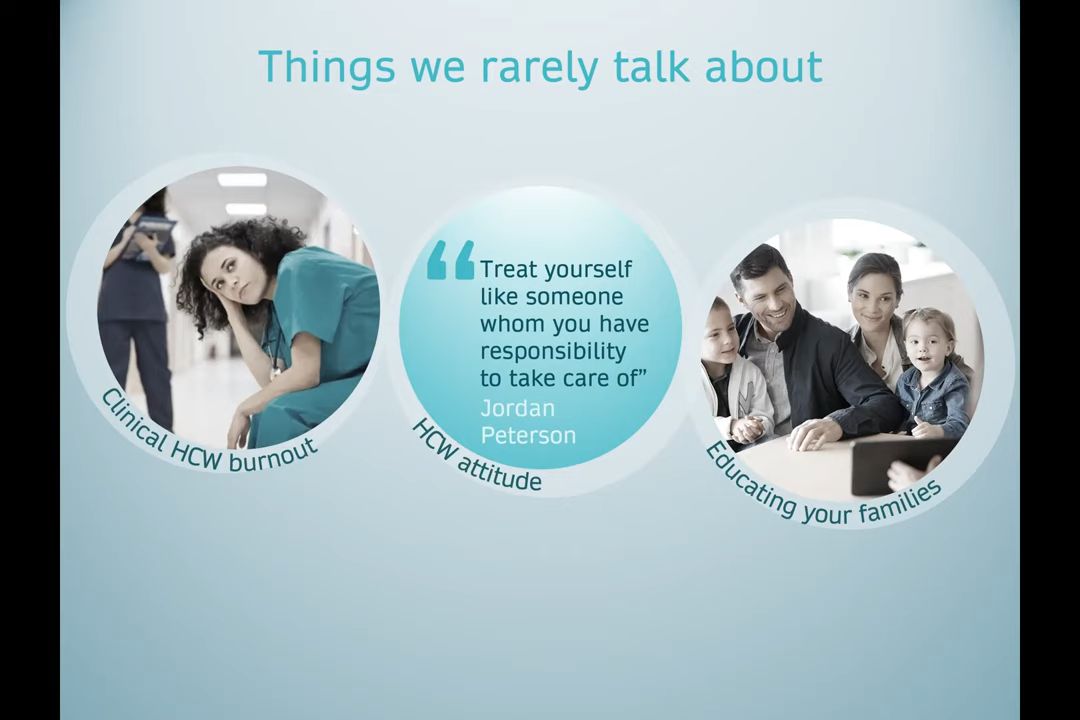 Things we rarely talk about
Clinical HCW burnout
“Treat yourself
like someone
whom you have
responsibility
to take care of”
Jordan
Peterson
HCW attitude
Educating your families